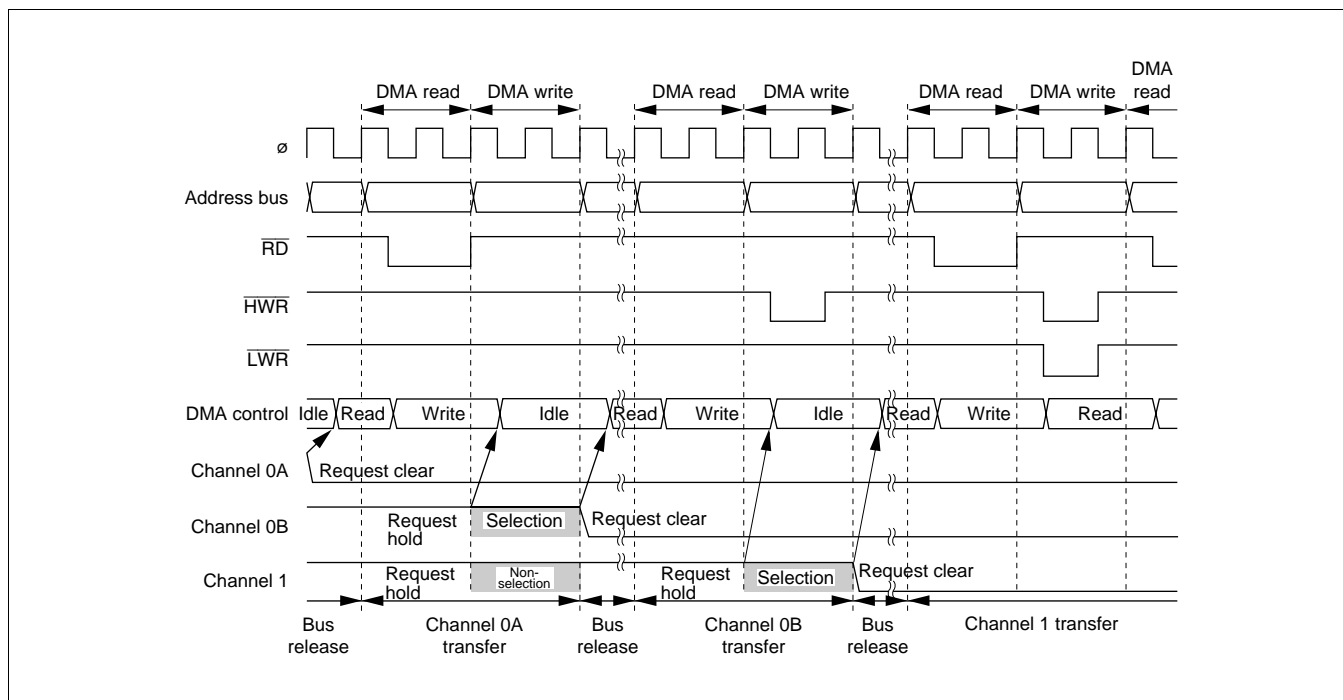 DMA read DMA write DMA read DMA write DMA read DMA write DMA
read
ø
Address bus
RD
HWR
LWR
DMA control Idle Read Write Idle Read Write Idle Read Write Read
Channel 0A Request clear
Channel 0B Request
hold Selection Request clear
Channel 1 Request
hold Non-
selection Request
hold Selection Request clear
Bus
release Channel 0A
transfer Bus
release Channel 0B
transfer Bus
release Channel 1 transfer